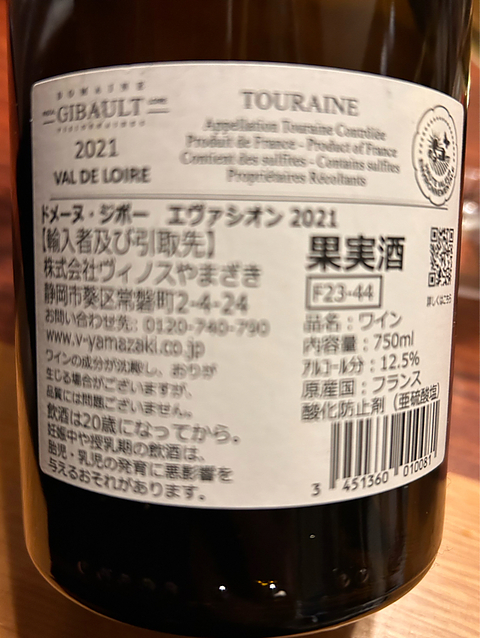 DOMAINE
GIBAULT
2021
VAL DE LOIRE
TOURAINE
Appellation Touraine Contrôlée
Produit de France - Product of France
Contient des sulfites - Contains sulfites
Propriétaires Récoltants
ドメーヌ・ジボー エヴァシオン 2021
【輸入者及び引取先】
株式会社ヴィノスやまざき
静岡市葵区常磐町2-4-24
お問い合わせ先: 0120-740-790
www.v-yamazaki.co.jp
ワインの成分が沈殿し、おりが
生じる場合がございますが、
品質には問題ございません。
飲酒は20歳になってから。
妊娠中や授乳期の飲酒は、
胎児・乳児の発育に悪影響を
与えるおそれがあります。
果実酒
F23-44
品名:ワイン
内容量:750ml
アルコール分:12.5%
原産国:フランス
酸化防止剤(亜硫酸塩)
詳しくはこちら
3 451360 010081